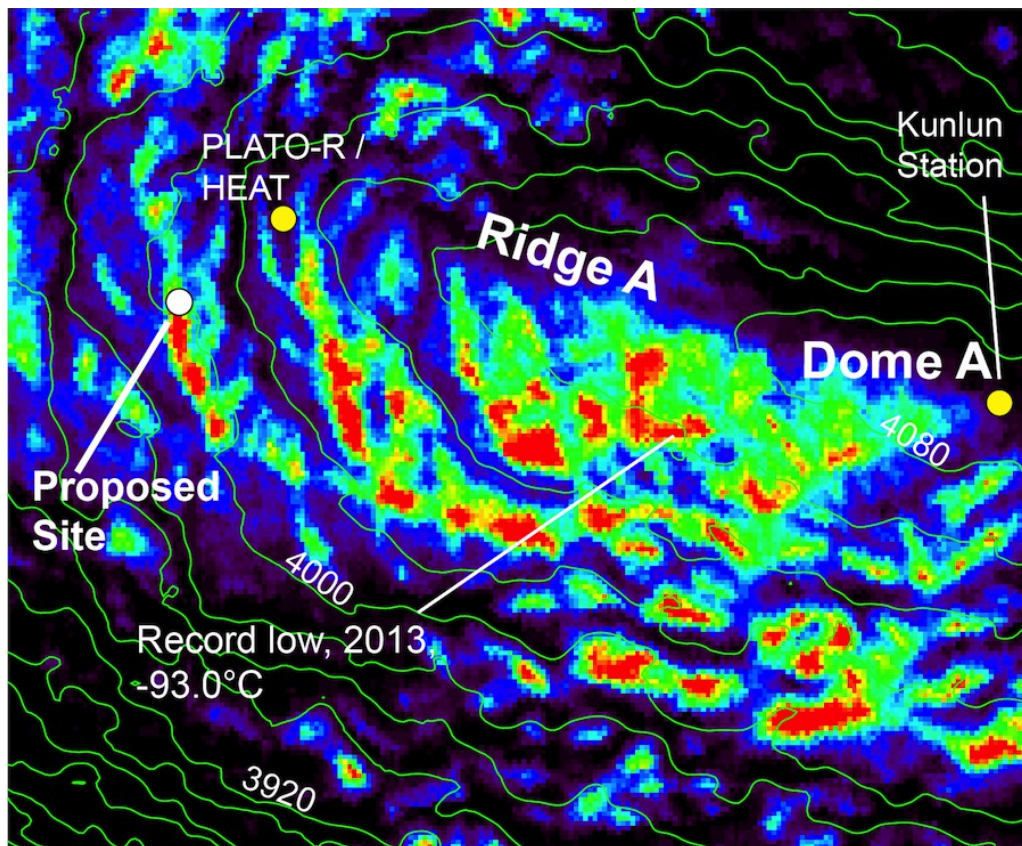 Kunlun
Station
PLATO-R /
HEAT
Ridge A
Dome A
4080
Proposed
Site
4000
Record low, 2013,
-93.0°C
3920